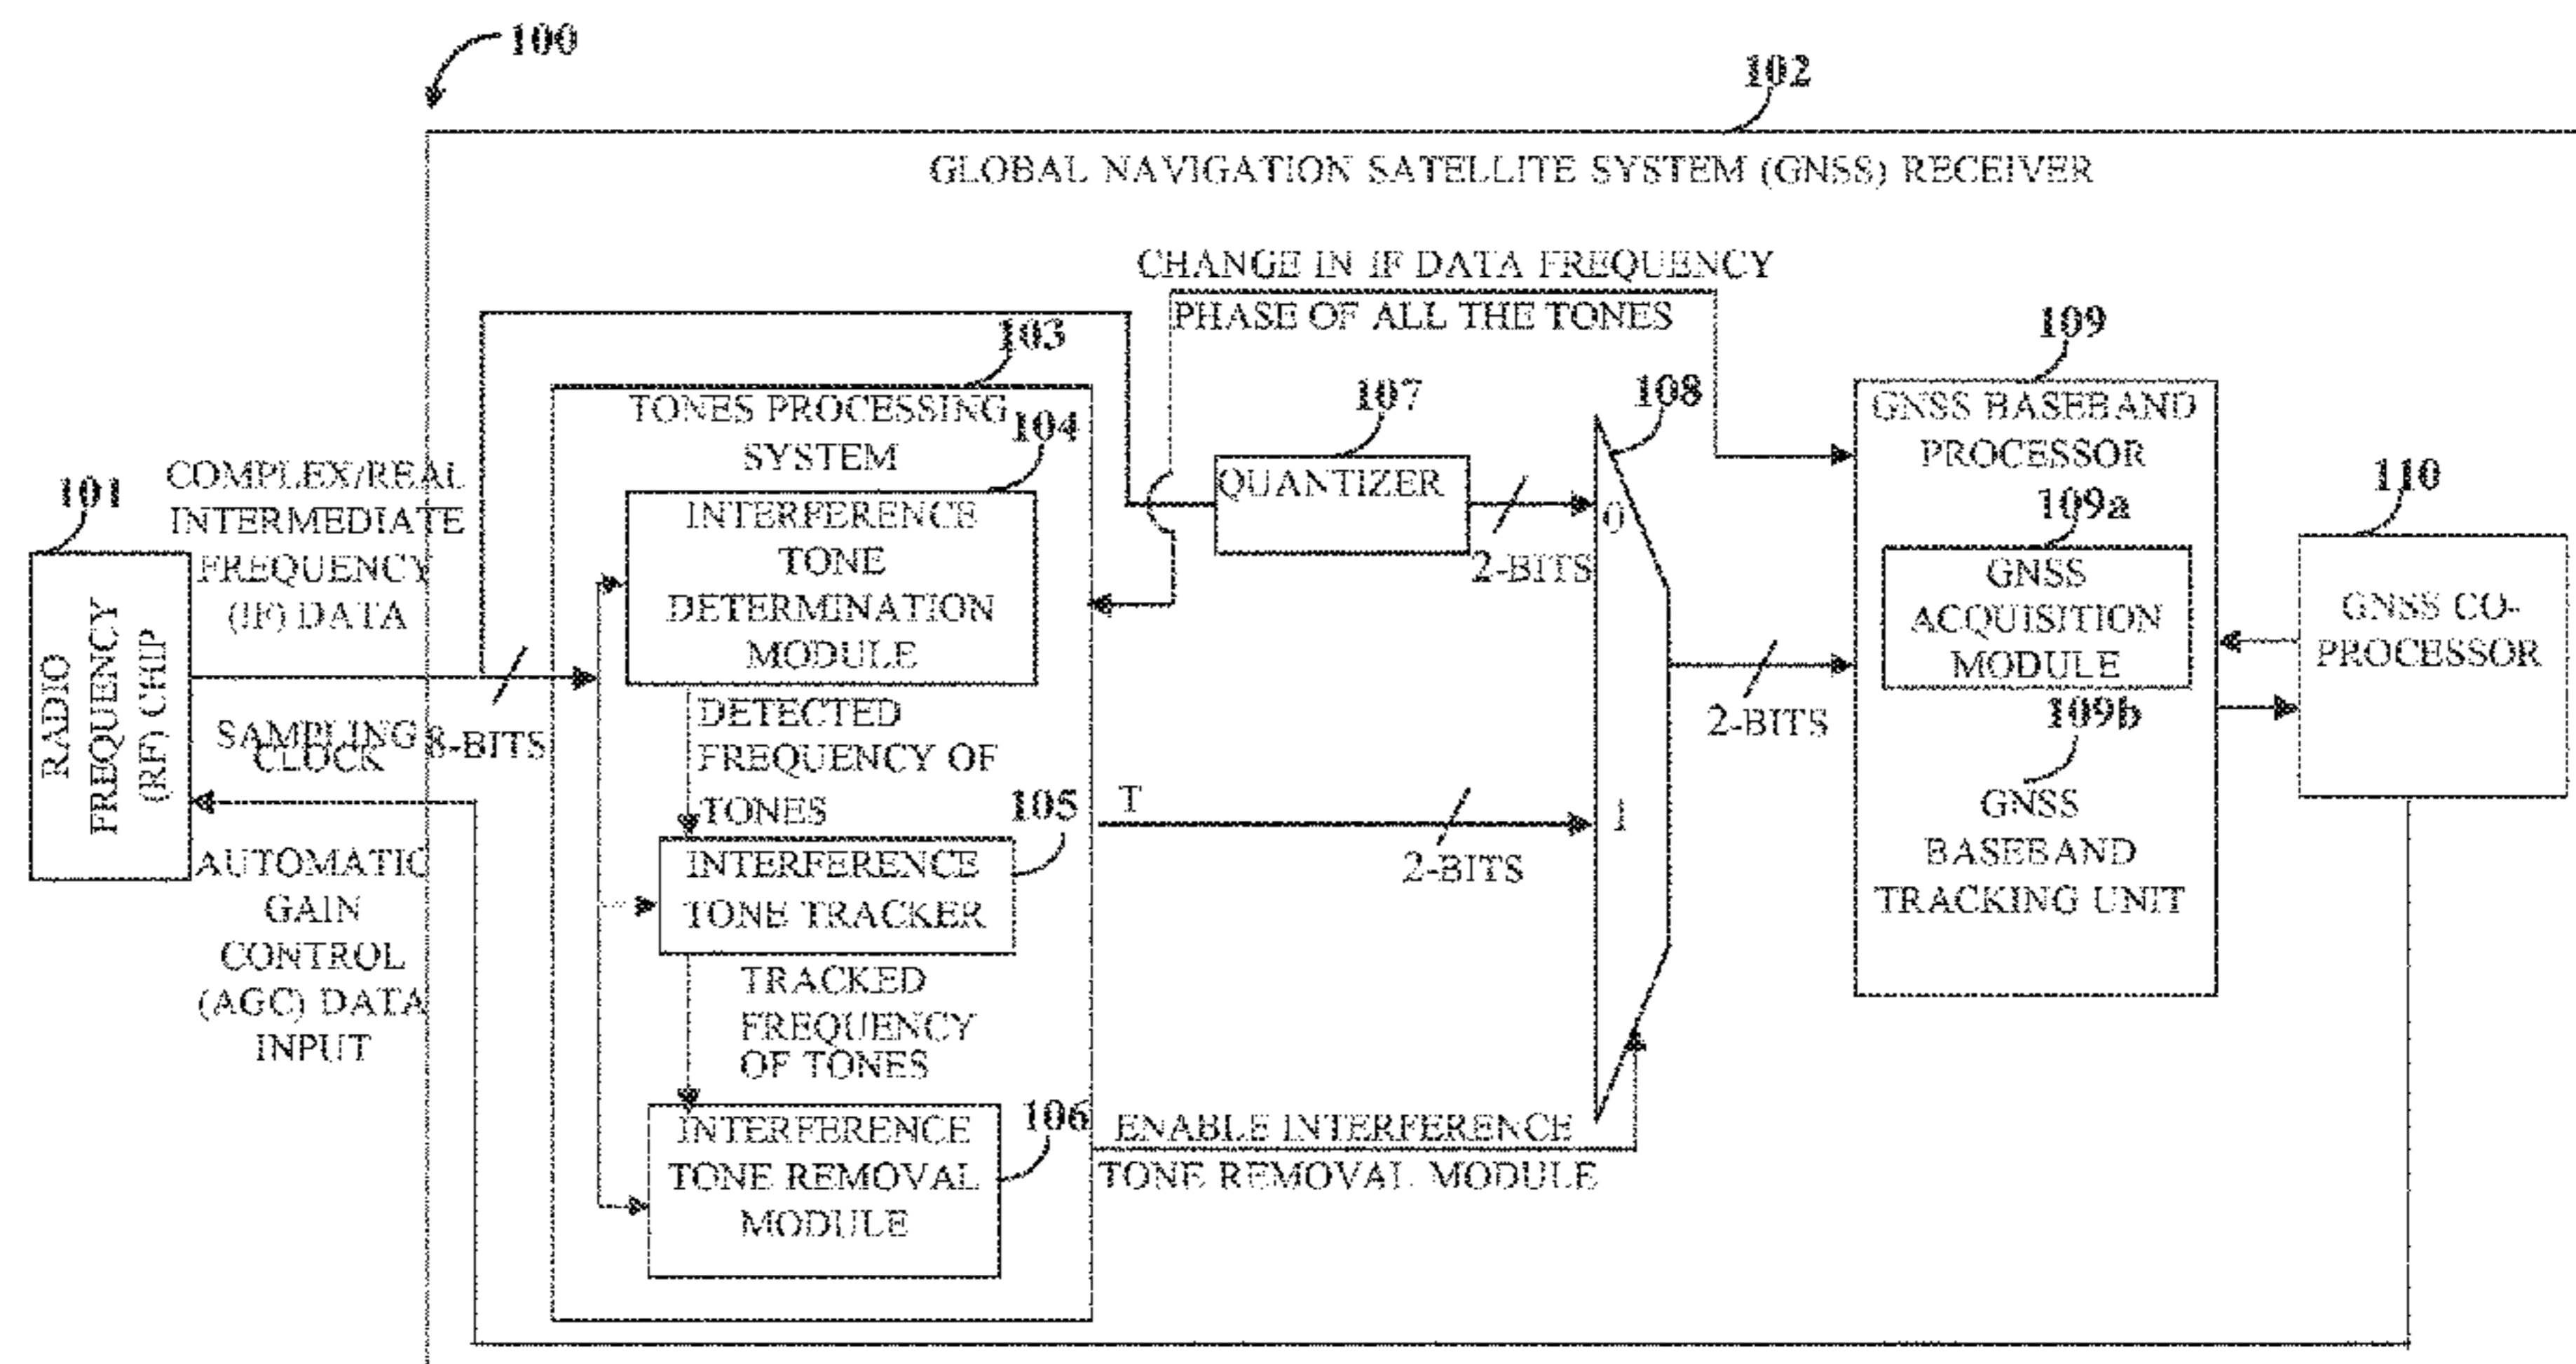 100
102
GLOBAL NAVIGATION SATELLITE SYSTEM (GNSS) RECEIVER
CHANGE IN IF DATA FREQUENCY
PHASE OF ALL THE TONES
103
TONES PROCESSING
SYSTEM
104
INTERFERENCE
TONE
DETERMINATION
MODULE
107
QUANTIZER
2-BITS
108
0
1
109
GNSS BASEBAND
PROCESSOR
109a
GNSS
ACQUISITION
MODULE
109b
GNSS
BASEBAND
TRACKING UNIT
110
GNSS CO-
PROCESSOR
101
RADIO
FREQUENCY
(RF) CHIP
COMPLEX/REAL
INTERMEDIATE
FREQUENCY
(IF) DATA
SAMPLING
CLOCK
8-BITS
AUTOMATIC
GAIN
CONTROL
(AGC) DATA
INPUT
DETECTED
FREQUENCY OF
TONES
105
INTERFERENCE
TONE TRACKER
TRACKED
FREQUENCY
OF TONES
106
INTERFERENCE
TONE REMOVAL
MODULE
T
2-BITS
2-BITS
ENABLE INTERFERENCE
TONE REMOVAL MODULE